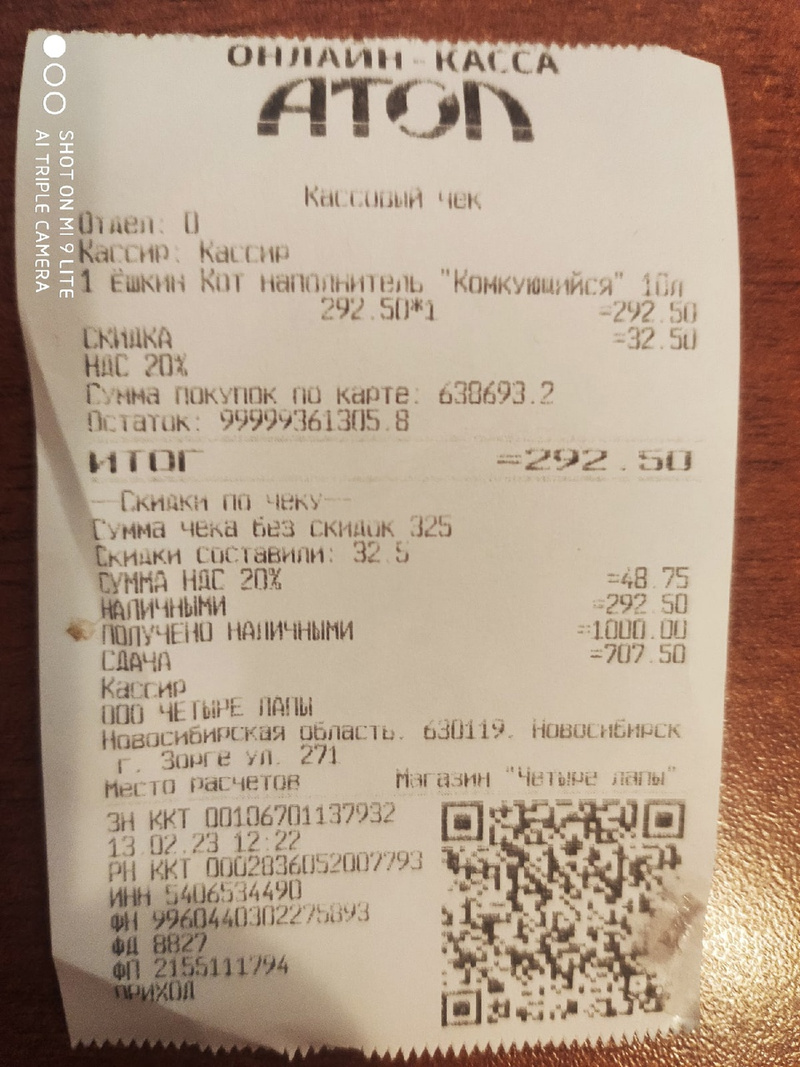 ОНЛАЙН-КАССА
АТОЛ
Кассовый чек
Отдел: 0
Кассир: Кассир
1 Ёшкин Кот наполнитель "Комкующийся" 10л
292.50*1 =292.50
СКИДКА =32.50
НДС 20%
Сумма покупок по карте: 638693.2
Остаток: 99999361305.8
ИТОГ =292.50
--Скидки по чеку--
Сумма чека без скидок 325
Скидки составили: 32.5
СУММА НДС 20% =48.75
НАЛИЧНЫМИ =292.50
ПОЛУЧЕНО НАЛИЧНЫМИ =1000.00
СДАЧА =707.50
Кассир
ООО ЧЕТЫРЕ ЛАПЫ
Новосибирская область. 630119. Новосибирск
г. Зорге ул. 271
Место расчетов Магазин "Четыре лапы"
ЗН ККТ 00106701137932
13.02.23 12:22
РН ККТ 0002836052007793
ИНН 5406534490
ФН 9960440302275893
ФД 8827
ФП 2155111794
ПРИХОД
SHOT ON MI 9 LITE
AI TRIPLE CAMERA